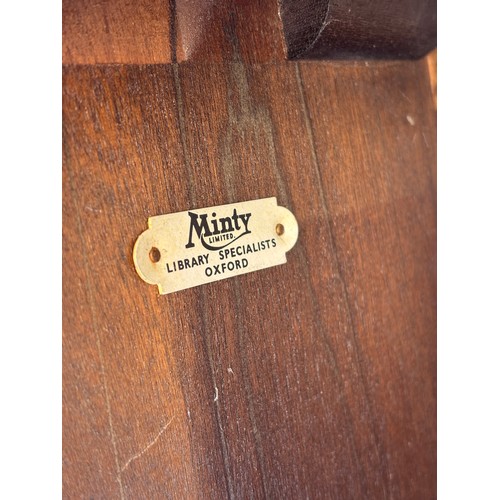 Minty
LIMITED.
LIBRARY SPECIALISTS
OXFORD